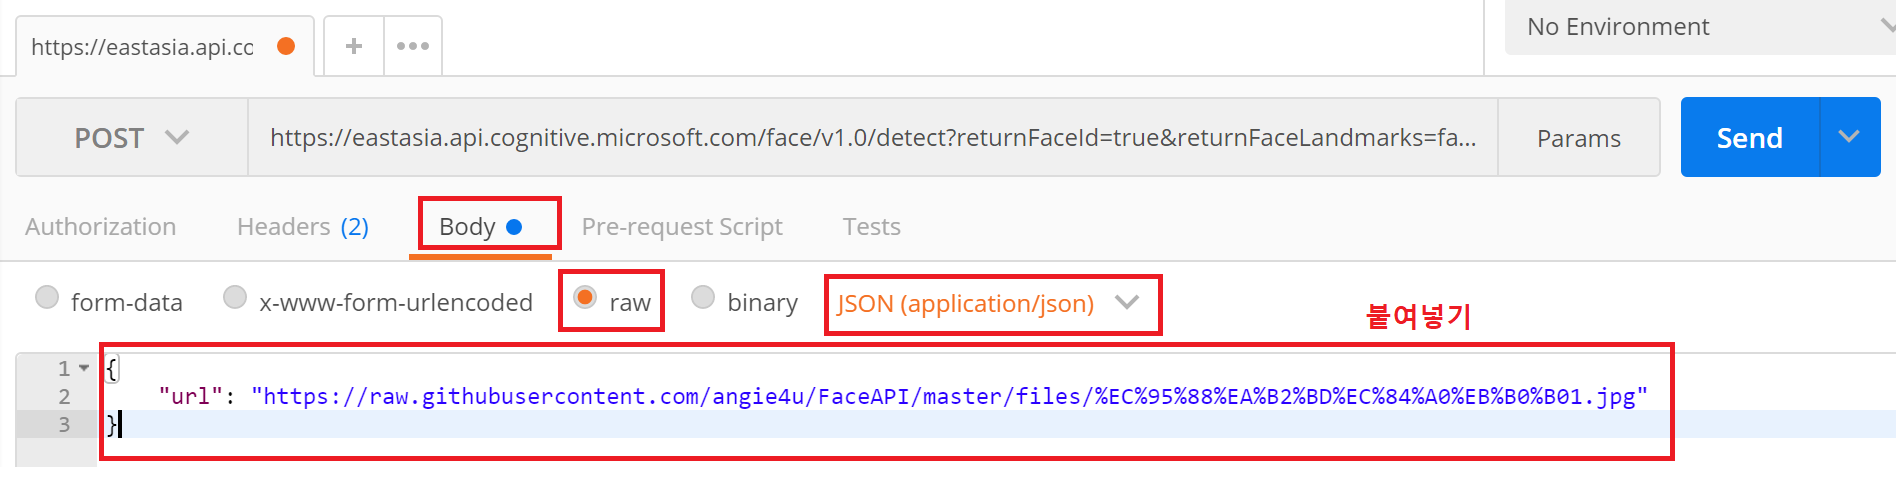 https://eastasia.api.cc
No Environment
POST
https://eastasia.api.cognitive.microsoft.com/face/v1.0/detect?returnFaceId=true&returnFaceLandmarks=fa...
Params
Send
Authorization
Headers (2)
Body
Pre-request Script
Tests
form-data
x-www-form-urlencoded
raw
binary
JSON (application/json)
붙여넣기
1 {
2 "url": "https://raw.githubusercontent.com/angie4u/FaceAPI/master/files/%EC%95%88%EA%B2%BD%EC%84%A0%EB%B0%B01.jpg"
3 }